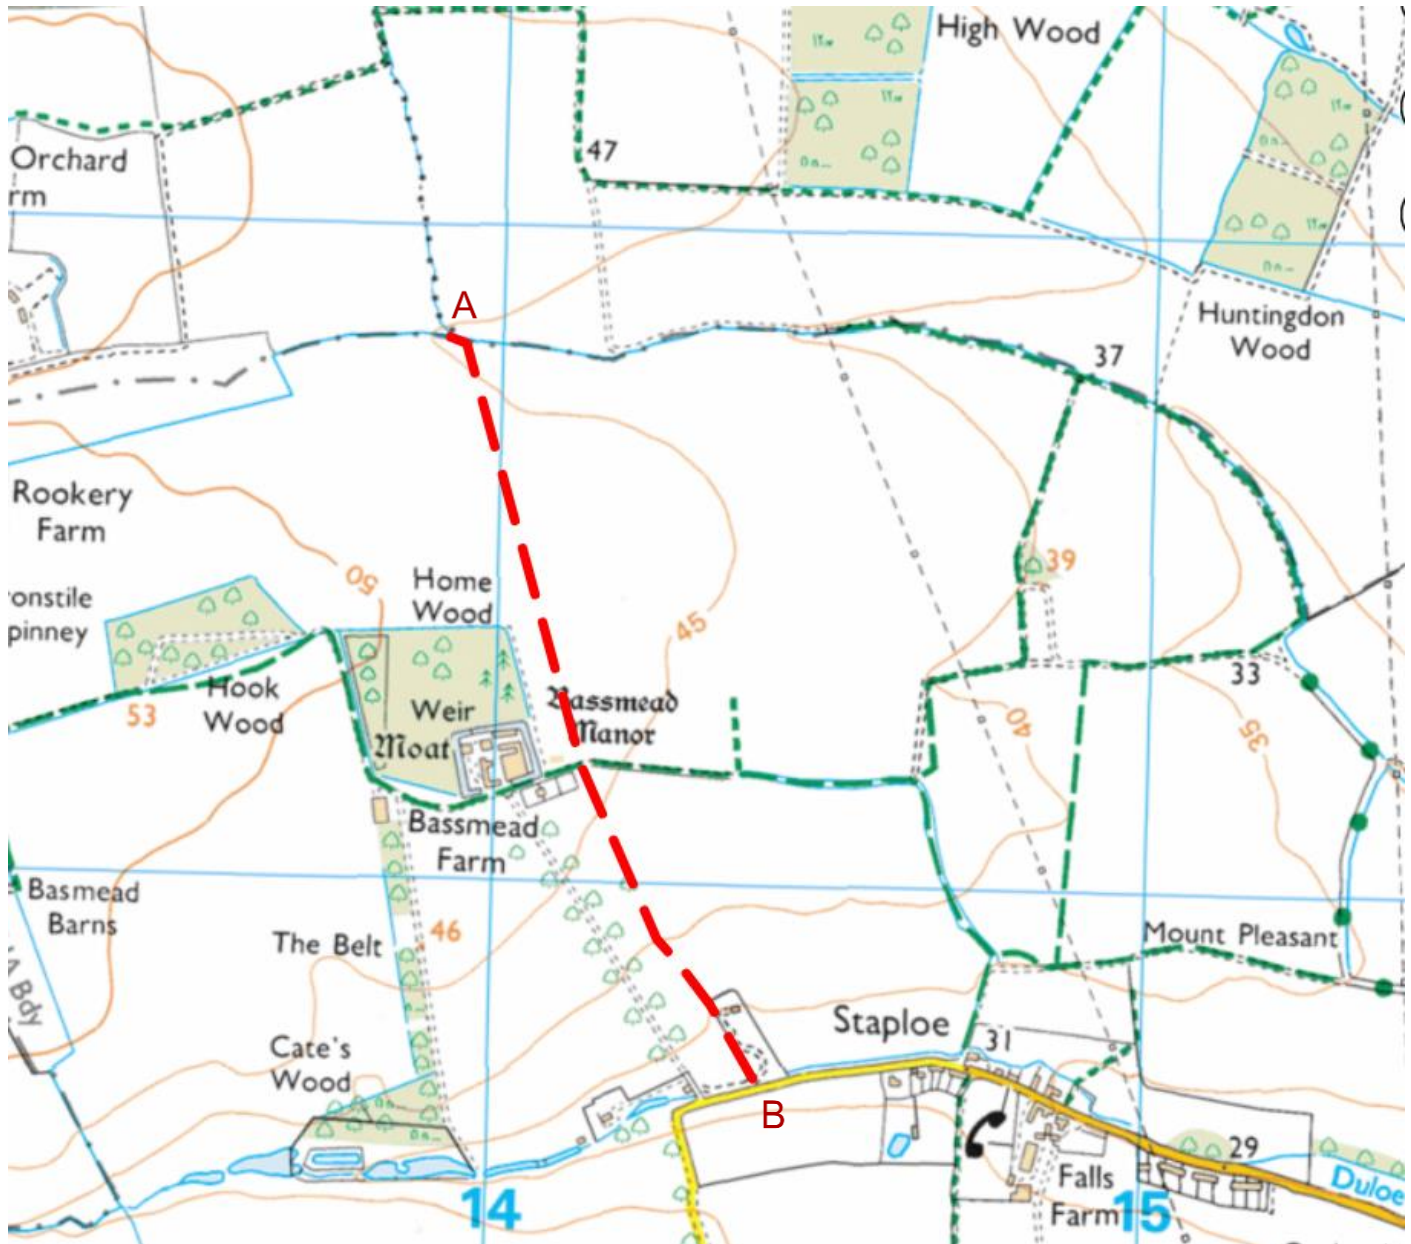 High Wood
Orchard
rm
47
A
Huntingdon
Wood
37
Rookery
Farm
50
Home
Wood
39
onstile
pinney
45
33
Hook
Wood
53
Weir
Moat
Bassmead
Manor
40
35
Bassmead
Farm
Basmead
Barns
The Belt
46
Mount Pleasant
A Bdy
Staploe
31
Cate's
Wood
B
29
Falls
Farm
Duloe
14
15